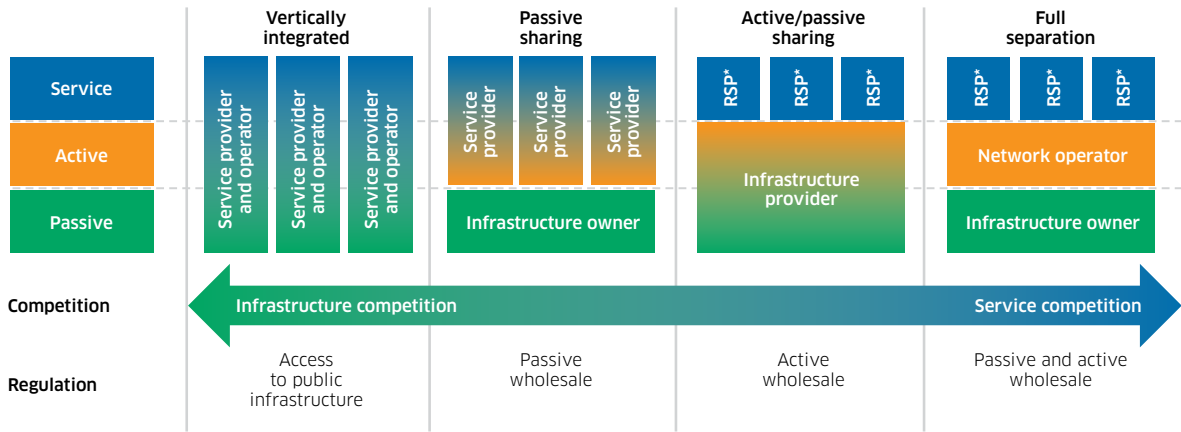 Vertically
integrated
Passive
sharing
Active/passive
sharing
Full
separation
Service
Active
Passive
Service provider
and operator
Service provider
and operator
Service provider
and operator
Service
provider
Service
provider
Service
provider
Infrastructure owner
RSP*
RSP*
RSP*
Infrastructure
provider
RSP*
RSP*
RSP*
Network operator
Infrastructure owner
Competition
Infrastructure competition
Service competition
Regulation
Access
to public
infrastructure
Passive
wholesale
Active
wholesale
Passive and active
wholesale